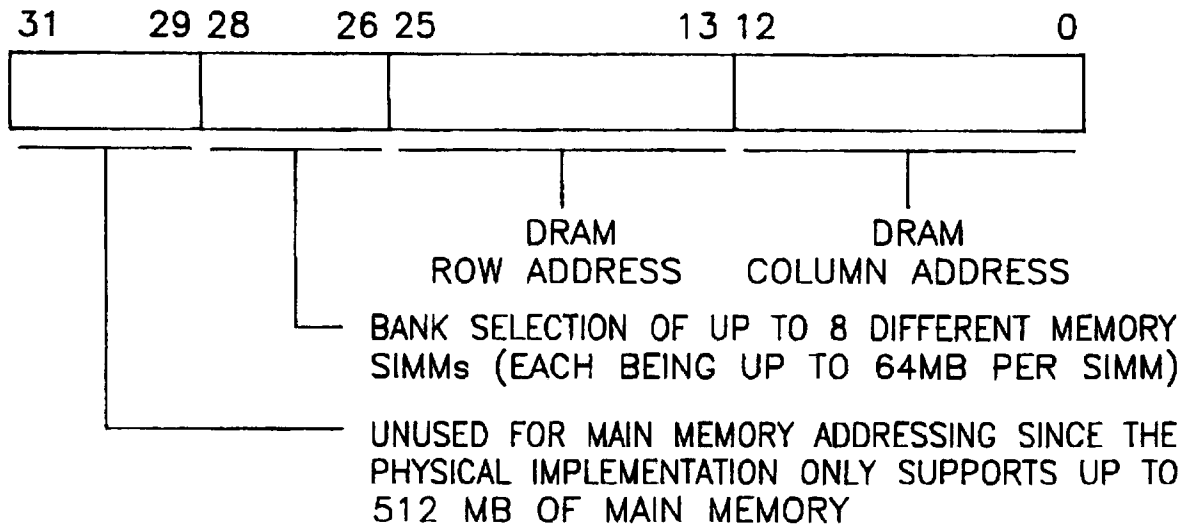 31 29 28 26 25 13 12 0
DRAM DRAM
ROW ADDRESS COLUMN ADDRESS
BANK SELECTION OF UP TO 8 DIFFERENT MEMORY
SIMMs (EACH BEING UP TO 64MB PER SIMM)
UNUSED FOR MAIN MEMORY ADDRESSING SINCE THE
PHYSICAL IMPLEMENTATION ONLY SUPPORTS UP TO
512 MB OF MAIN MEMORY